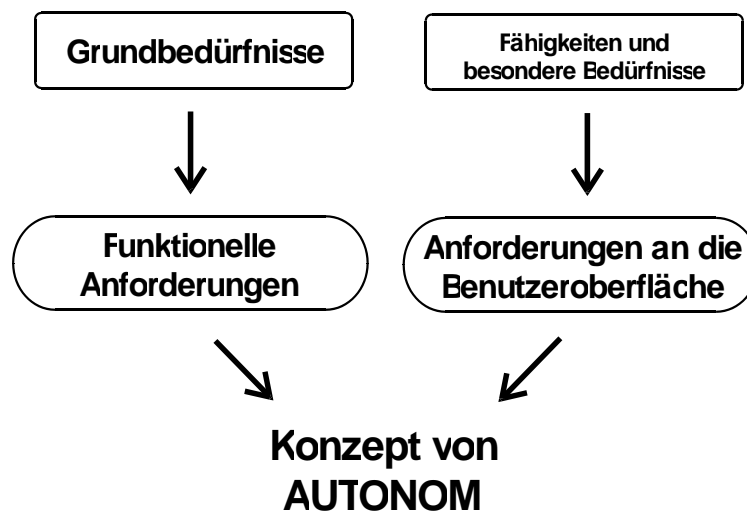 Grundbedürfnisse
Fähigkeiten und
besondere Bedürfnisse
Funktionelle
Anforderungen
Anforderungen an die
Benutzeroberfläche
Konzept von
AUTONOM